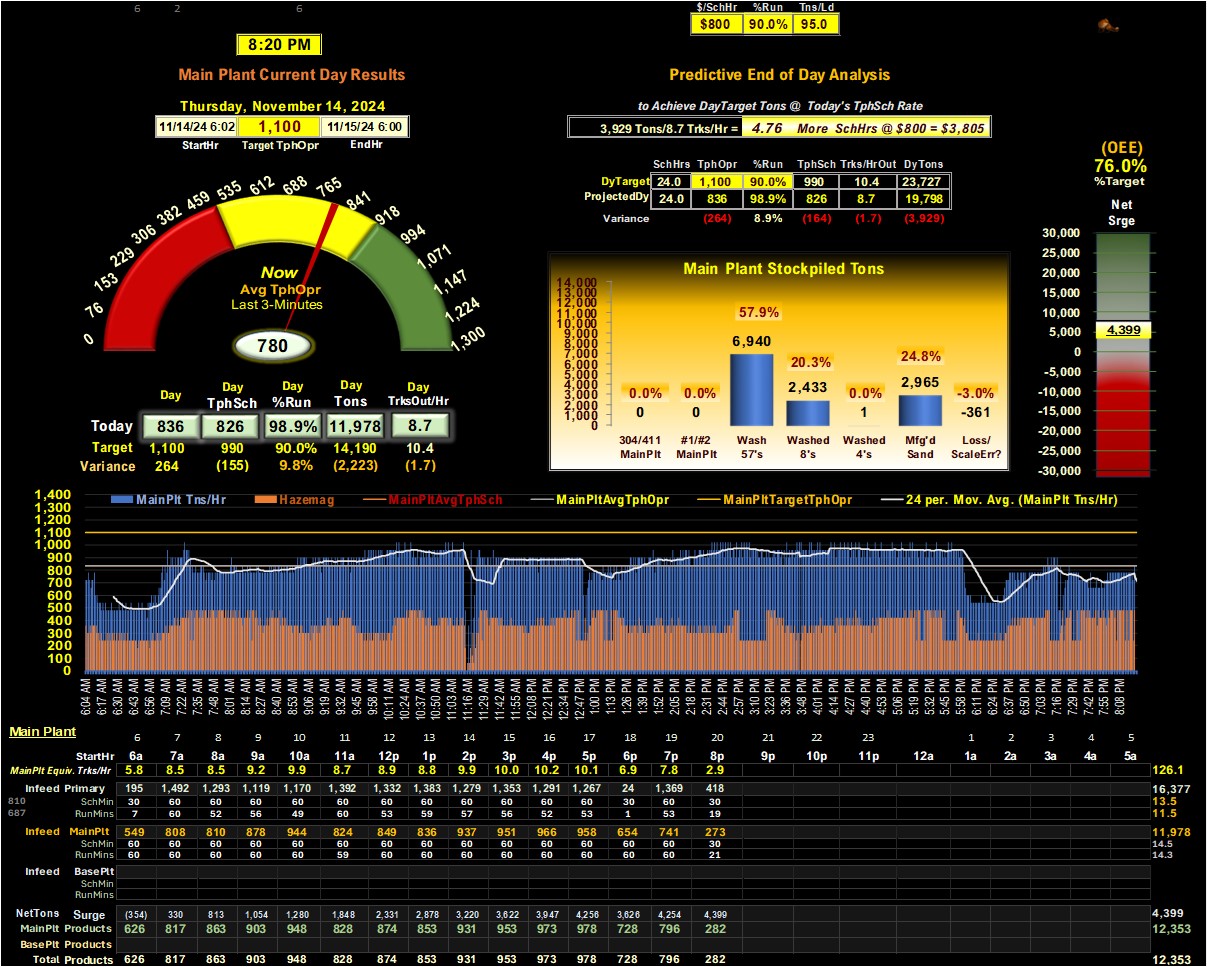 6 2 6
$/SchHr %Run Tns/Ld
$800 90.0% 95.0
8:20 PM
Main Plant Current Day Results
Thursday, November 14, 2024
11/14/24 6:02 1,100 11/15/24 6:00
StartHr Target TphOpr EndHr
Predictive End of Day Analysis
to Achieve DayTarget Tons @ Today's TphSch Rate
3,929 Tons/8.7 Trks/Hr = 4.76 More SchHrs @ $800 = $3,805
SchHrs TphOpr %Run TphSch Trks/HrOut DyTons
DyTarget 24.0 1,100 90.0% 990 10.4 23,727
ProjectedDy 24.0 836 98.9% 826 8.7 19,798
Variance (264) 8.9% (164) (1.7) (3,929)
(OEE)
76.0%
%Target
Net
Srge
30,000
25,000
20,000
15,000
10,000
5,000
0
-5,000
-10,000
-15,000
-20,000
-25,000
-30,000
4,399
0 76 153 229 306 382 459 535 612 688 765 841 918 994 1,071 1,147 1,224 1,300
Now
Avg TphOpr
Last 3-Minutes
780
Day Day TphSch Day %Run Day Tons Day TrksOut/Hr
Today 836 826 98.9% 11,978 8.7
Target 1,100 990 90.0% 14,190 10.4
Variance 264 (155) 9.8% (2,223) (1.7)
Main Plant Stockpiled Tons
14,000
13,000
12,000
11,000
10,000
9,000
8,000
7,000
6,000
5,000
4,000
3,000
2,000
1,000
0
0.0% 0.0% 57.9% 20.3% 0.0% 24.8% -3.0%
0 0 6,940 2,433 1 2,965 -361
304/411 MainPlt
#1/#2 MainPlt
Wash 57's
Washed 8's
Washed 4's
Mfg'd Sand
Loss/ ScaleErr?
MainPlt Tns/Hr Hazemag MainPltAvgTphSch MainPltAvgTphOpr MainPltTargetTphOpr 24 per. Mov. Avg. (MainPlt Tns/Hr)
1,400
1,300
1,200
1,100
1,000
900
800
700
600
500
400
300
200
100
0
6:04 AM 6:17 AM 6:30 AM 6:43 AM 6:56 AM 7:09 AM 7:22 AM 7:35 AM 7:48 AM 8:01 AM 8:14 AM 8:27 AM 8:40 AM 8:53 AM 9:06 AM 9:19 AM 9:32 AM 9:45 AM 9:58 AM 10:11 AM 10:24 AM 10:37 AM 10:50 AM 11:03 AM 11:16 AM 11:29 AM 11:42 AM 11:55 AM 12:08 PM 12:21 PM 12:34 PM 12:47 PM 1:00 PM 1:13 PM 1:26 PM 1:39 PM 1:52 PM 2:05 PM 2:18 PM 2:31 PM 2:44 PM 2:57 PM 3:10 PM 3:23 PM 3:36 PM 3:48 PM 4:01 PM 4:14 PM 4:27 PM 4:40 PM 4:53 PM 5:06 PM 5:19 PM 5:32 PM 5:45 PM 5:58 PM 6:11 PM 6:24 PM 6:37 PM 6:50 PM 7:03 PM 7:16 PM 7:29 PM 7:42 PM 7:55 PM 8:08 PM
Main Plant 6 7 8 9 10 11 12 13 14 15 16 17 18 19 20 21 22 23 1 2 3 4 5
StartHr 6a 7a 8a 9a 10a 11a 12p 1p 2p 3p 4p 5p 6p 7p 8p 9p 10p 11p 12a 1a 2a 3a 4a 5a
MainPlt Equiv. Trks/Hr 5.8 8.5 8.5 9.2 9.9 8.7 8.9 8.8 9.9 10.0 10.2 10.1 6.9 7.8 2.9 126.1
Infeed Primary 195 1,492 1,293 1,119 1,170 1,392 1,332 1,383 1,279 1,353 1,291 1,267 24 1,369 418 16,377
810 SchMin 30 60 60 60 60 60 60 60 60 60 60 60 30 60 30 13.5
687 RunMins 7 60 52 56 49 60 53 59 57 56 52 53 1 53 19 11.5
Infeed MainPlt 549 808 810 878 944 824 849 836 937 951 966 958 654 741 273 11,978
SchMin 60 60 60 60 60 60 60 60 60 60 60 60 60 60 30 14.5
RunMins 60 60 60 60 60 59 60 60 60 60 60 60 60 60 21 14.3
Infeed BasePlt
SchMin
RunMins
NetTons Surge (354) 330 813 1,054 1,280 1,848 2,331 2,878 3,220 3,622 3,947 4,256 3,626 4,254 4,399 4,399
MainPlt Products 626 817 863 903 948 828 874 853 931 953 973 978 728 796 282 12,353
BasePlt Products
Total Products 626 817 863 903 948 828 874 853 931 953 973 978 728 796 282 12,353